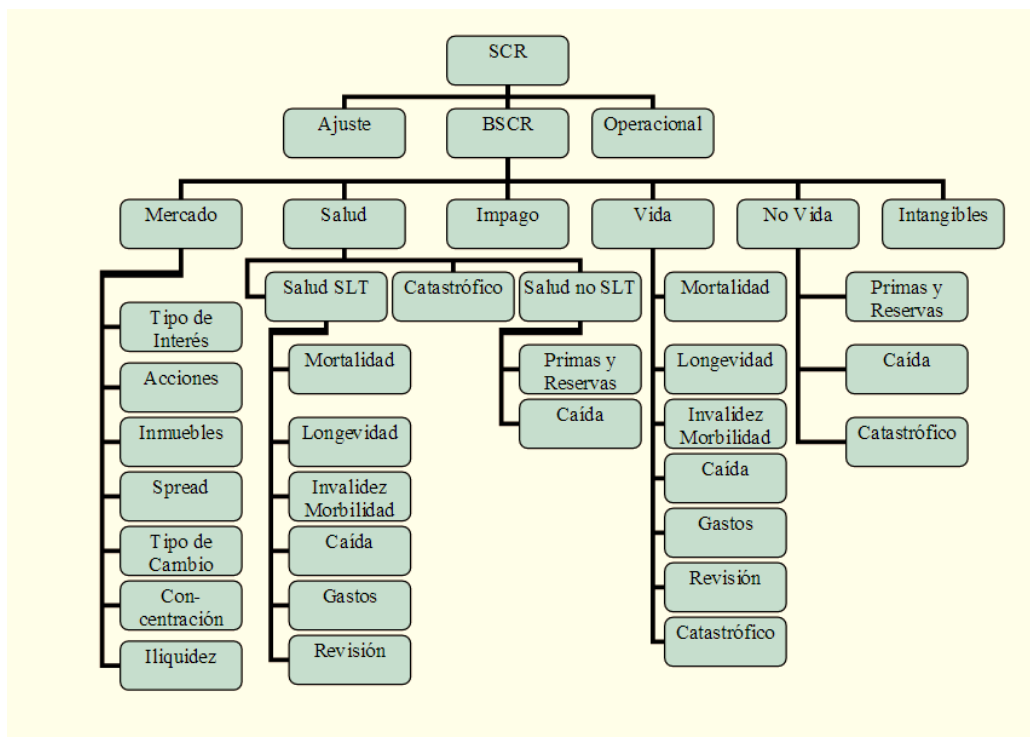 SCR
Ajuste
BSCR
Operacional
Mercado
Salud
Impago
Vida
No Vida
Intangibles
Tipo de
Interés
Acciones
Inmuebles
Spread
Tipo de
Cambio
Con-
centración
Iliquidez
Salud SLT
Catastrófico
Salud no SLT
Mortalidad
Longevidad
Invalidez
Morbilidad
Caída
Gastos
Revisión
Primas y
Reservas
Caída
Mortalidad
Longevidad
Invalidez
Morbilidad
Caída
Gastos
Revisión
Catastrófico
Primas y
Reservas
Caída
Catastrófico